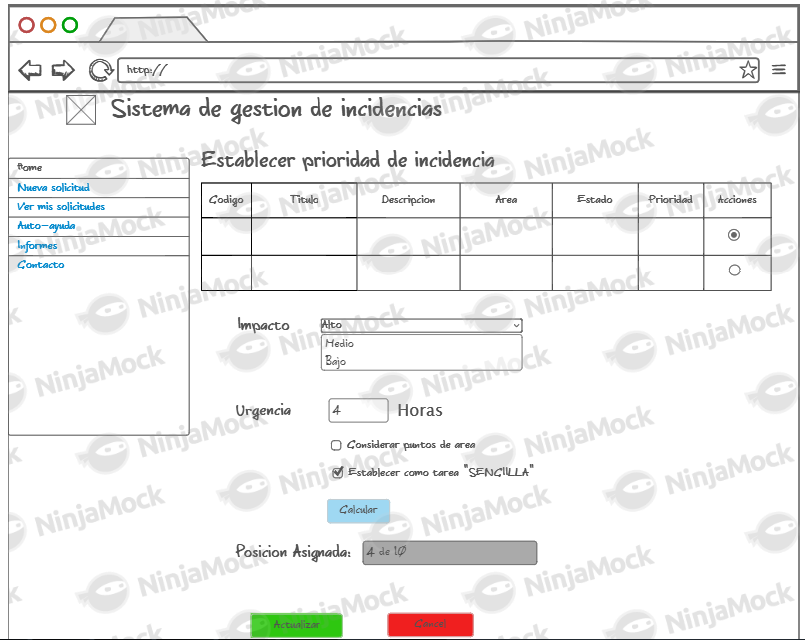 http://
Sistema de gestion de incidencias
Home
Nueva solicitud
Ver mis solicitudes
Auto-ayuda
Informes
Contacto
Establecer prioridad de incidencia
Codigo Titulo Descripcion Area Estado Prioridad Acciones
Impacto Alto
Medio
Bajo
Urgencia 4 Horas
Considerar puntos de area
Establecer como tarea "SENCIILLA"
Calcular
Posicion Asignada: 4 de 10
Actualizar Cancel
NinjaMock